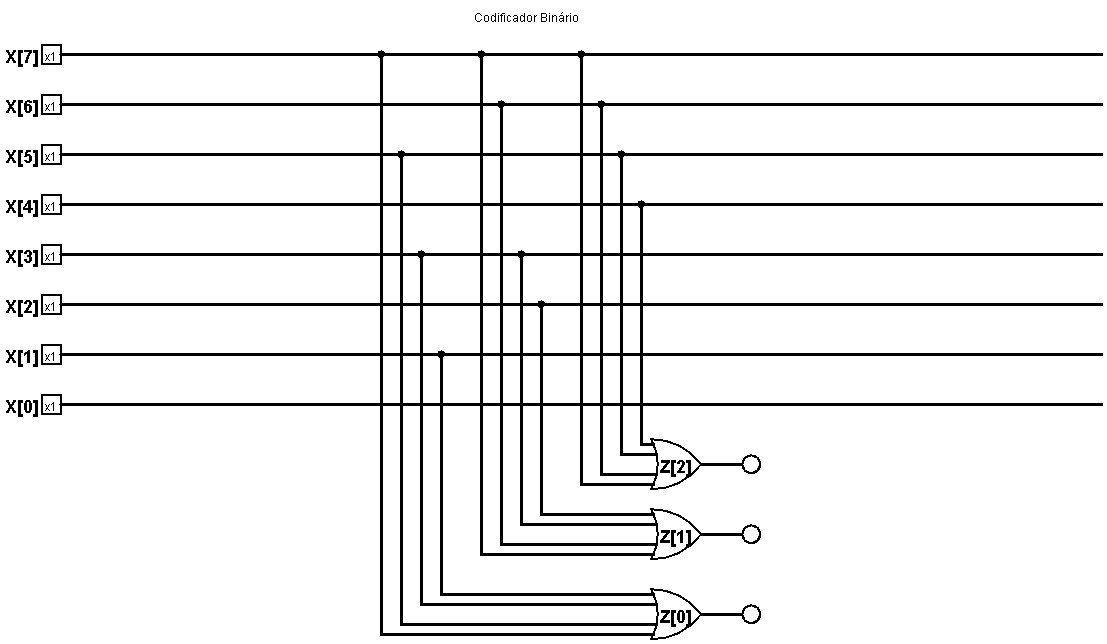 Codificador Binário
X[7] x1
X[6] x1
X[5] x1
X[4] x1
X[3] x1
X[2] x1
X[1] x1
X[0] x1
Z[2]
Z[1]
Z[0]